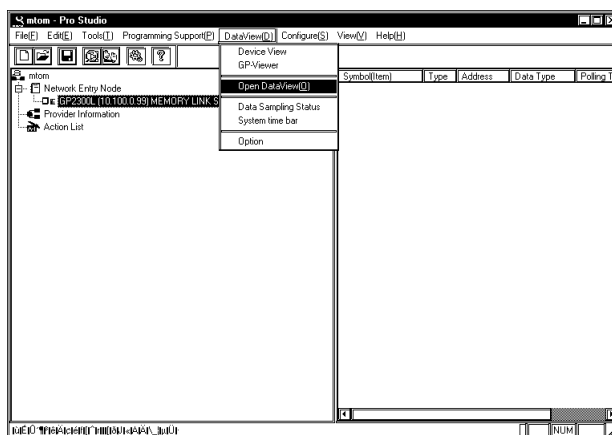 mtom - Pro Studio
File(F) Edit(E) Tools(T) Programming Support(P) DataView(D) Configure(S) View(V) Help(H)
Device View
GP-Viewer
Open DataView(O)
Data Sampling Status
System time bar
Option
mtom
Network Entry Node
GP2300L (10.100.0.99) MEMORY LINK S
Provider Information
Action List
Symbol(Item) Type Address Data Type Polling T
NUM